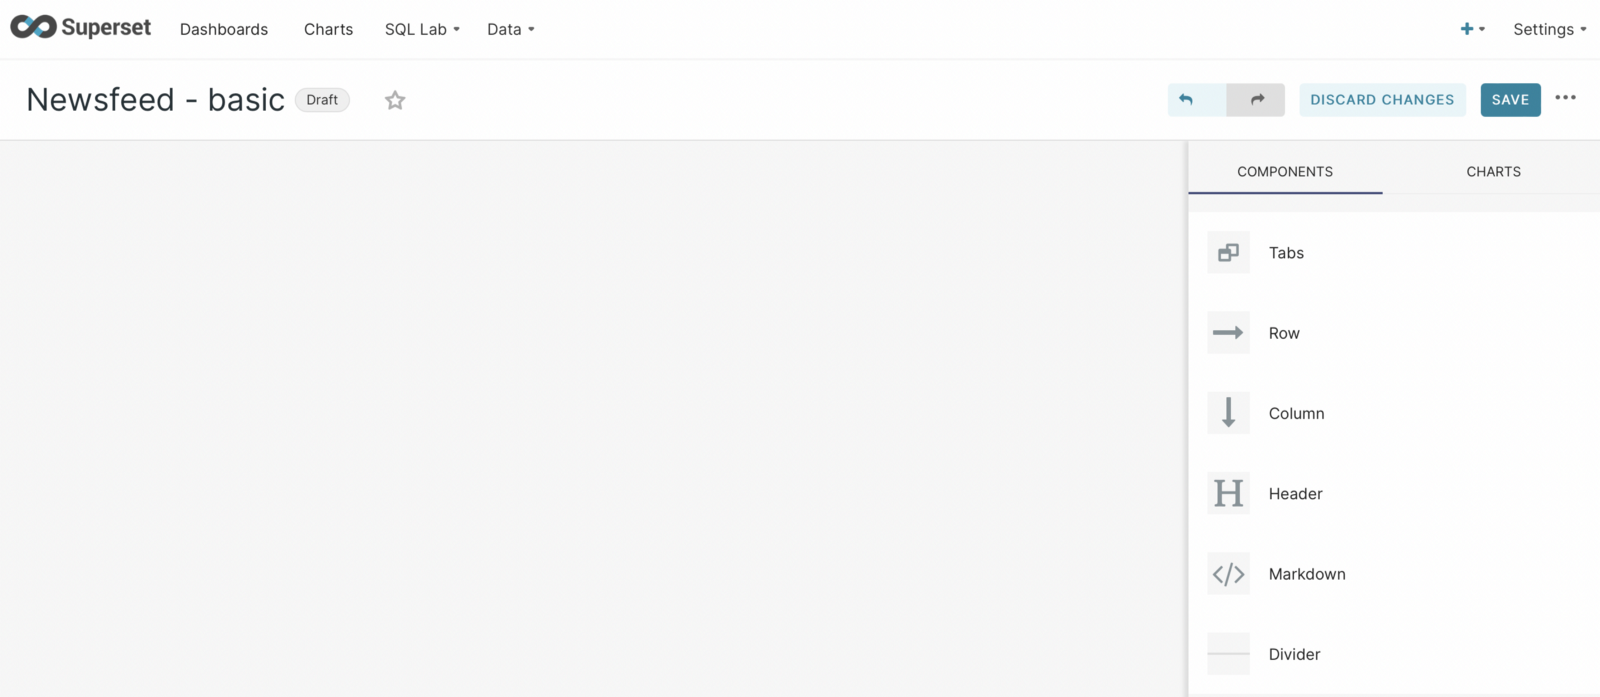 Superset Dashboards Charts SQL Lab Data Settings
Newsfeed - basic Draft DISCARD CHANGES SAVE
COMPONENTS CHARTS
Tabs
Row
Column
H Header
</> Markdown
Divider